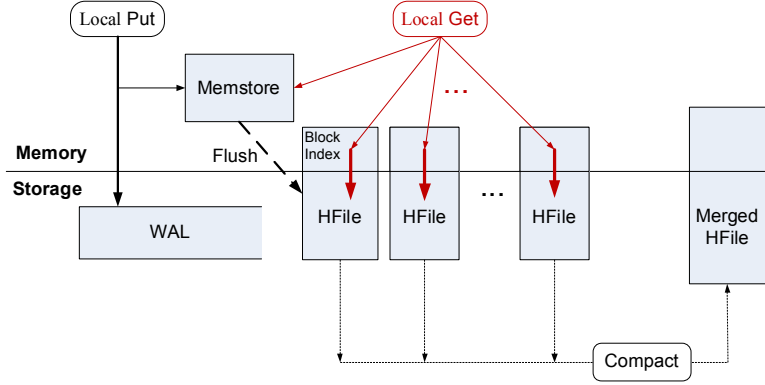 Local Put
Local Get
Memstore
...
Block
Index
Flush
Memory
Storage
HFile
HFile
...
HFile
WAL
Merged
HFile
Compact